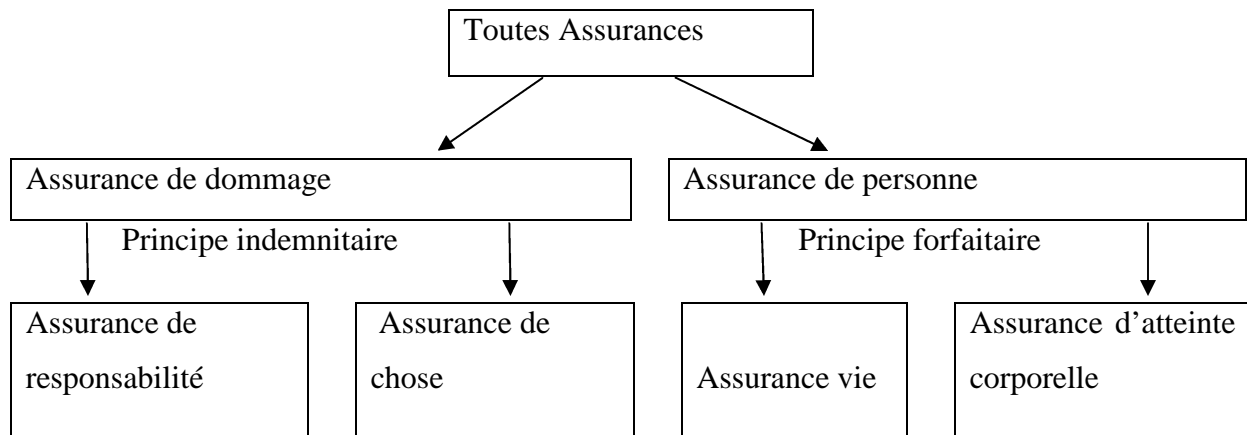 Toutes Assurances
Assurance de dommage
Assurance de personne
Principe indemnitaire
Principe forfaitaire
Assurance de
responsabilité
Assurance de
chose
Assurance vie
Assurance d’atteinte
corporelle